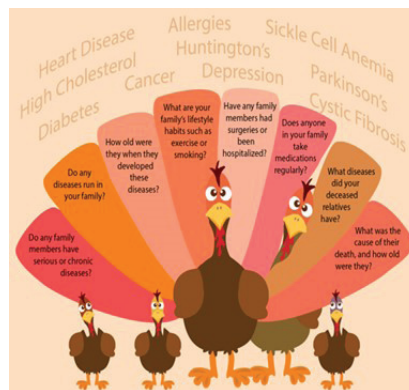 Heart Disease
High Cholesterol
Diabetes
Cancer
Allergies
Huntington's
Depression
Sickle Cell Anemia
Parkinson's
Cystic Fibrosis
Do any family
members have
serious or chronic
diseases?
Do any
diseases run in
your family?
How old were
they when they
developed
these
diseases?
What are your
family's lifestyle
habits such as
exercise or
smoking?
Have any family
members had
surgeries or
been
hospitalized?
Does anyone
in your family
take
medications
regularly?
What diseases
did your
deceased
relatives
have?
What was the
cause of their
death, and how
old were they?